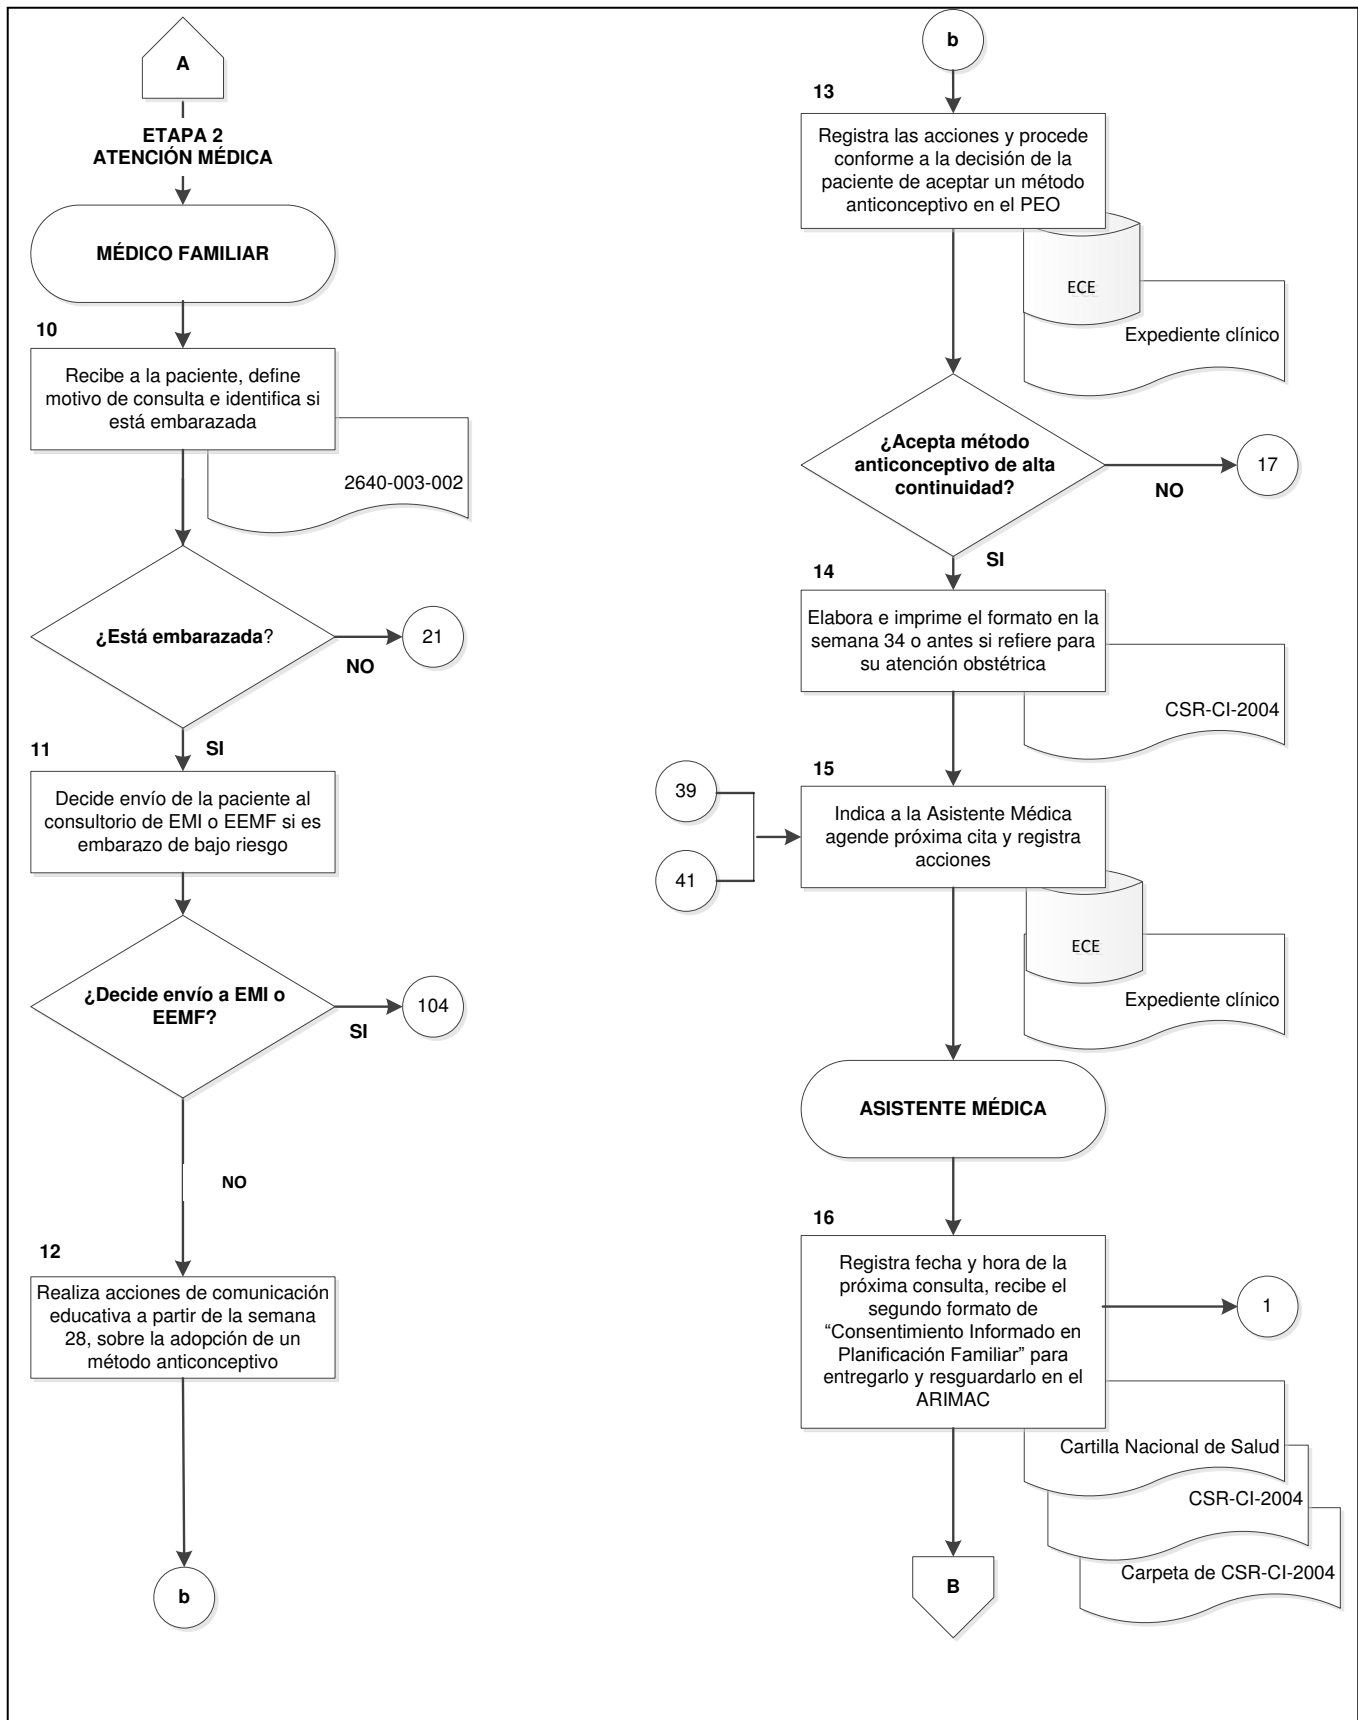 A
ETAPA 2
ATENCIÓN MÉDICA
MÉDICO FAMILIAR
10
Recibe a la paciente, define
motivo de consulta e identifica si
está embarazada
2640-003-002
¿Está embarazada?
NO
21
SI
11
Decide envío de la paciente al
consultorio de EMI o EEMF si es
embarazo de bajo riesgo
¿Decide envío a EMI o
EEMF?
SI
104
NO
12
Realiza acciones de comunicación
educativa a partir de la semana
28, sobre la adopción de un
método anticonceptivo
b
b
13
Registra las acciones y procede
conforme a la decisión de la
paciente de aceptar un método
anticonceptivo en el PEO
ECE
Expediente clínico
¿Acepta método
anticonceptivo de alta
continuidad?
NO
17
SI
14
Elabora e imprime el formato en la
semana 34 o antes si refiere para
su atención obstétrica
CSR-CI-2004
15
39
41
Indica a la Asistente Médica
agende próxima cita y registra
acciones
ECE
Expediente clínico
ASISTENTE MÉDICA
16
Registra fecha y hora de la
próxima consulta, recibe el
segundo formato de
“Consentimiento Informado en
Planificación Familiar” para
entregarlo y resguardarlo en el
ARIMAC
1
Cartilla Nacional de Salud
CSR-CI-2004
Carpeta de CSR-CI-2004
B